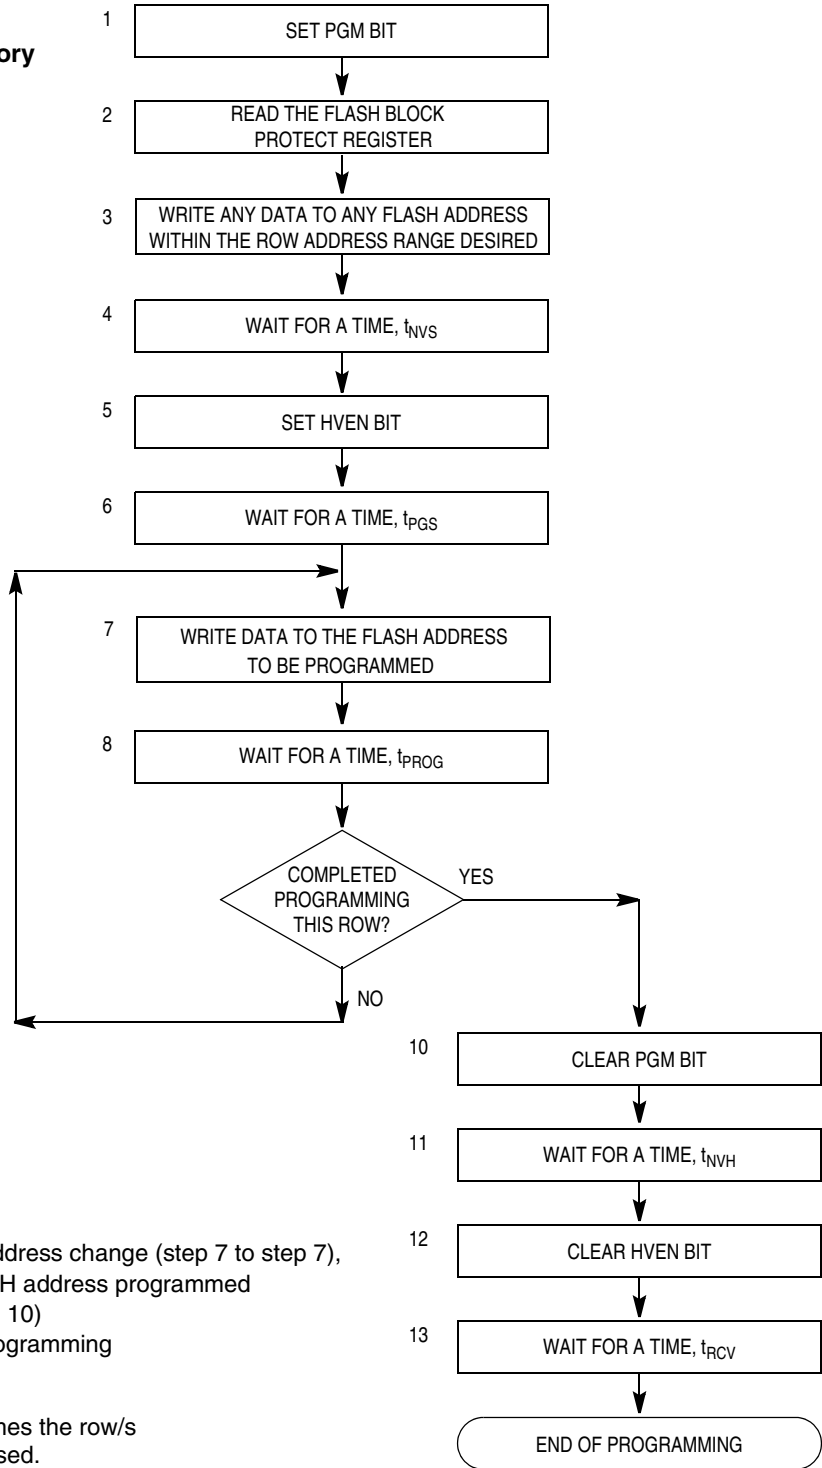 1
SET PGM BIT
ory
2
READ THE FLASH BLOCK
PROTECT REGISTER
3
WRITE ANY DATA TO ANY FLASH ADDRESS
WITHIN THE ROW ADDRESS RANGE DESIRED
4
WAIT FOR A TIME, tNVS
5
SET HVEN BIT
6
WAIT FOR A TIME, tPGS
7
WRITE DATA TO THE FLASH ADDRESS
TO BE PROGRAMMED
8
WAIT FOR A TIME, tPROG
COMPLETED
PROGRAMMING
THIS ROW?
YES
NO
10
CLEAR PGM BIT
11
WAIT FOR A TIME, tNVH
12
CLEAR HVEN BIT
13
WAIT FOR A TIME, tRCV
END OF PROGRAMMING
ddress change (step 7 to step 7),
H address programmed
10)
ogramming
nes the row/s
sed.